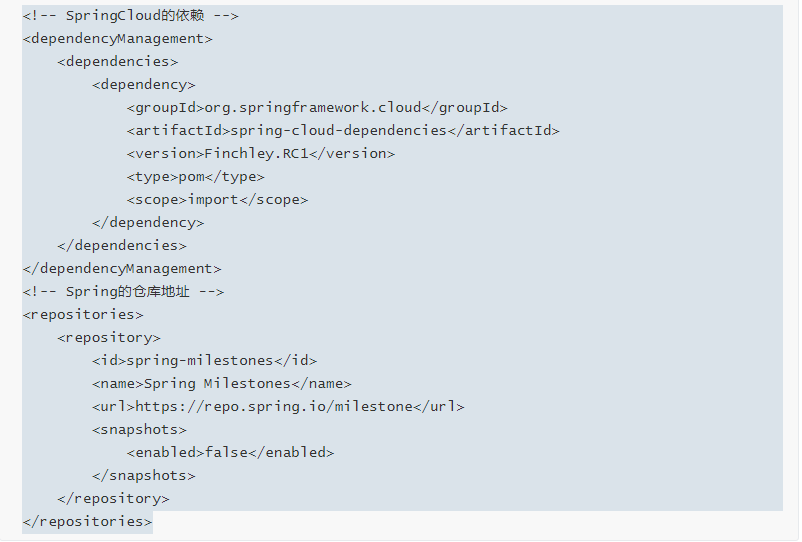 <!-- SpringCloud的依赖 -->
<dependencyManagement>
    <dependencies>
        <dependency>
            <groupId>org.springframework.cloud</groupId>
            <artifactId>spring-cloud-dependencies</artifactId>
            <version>Finchley.RC1</version>
            <type>pom</type>
            <scope>import</scope>
        </dependency>
    </dependencies>
</dependencyManagement>
<!-- Spring的仓库地址 -->
<repositories>
    <repository>
        <id>spring-milestones</id>
        <name>Spring Milestones</name>
        <url>https://repo.spring.io/milestone</url>
        <snapshots>
            <enabled>false</enabled>
        </snapshots>
    </repository>
</repositories>